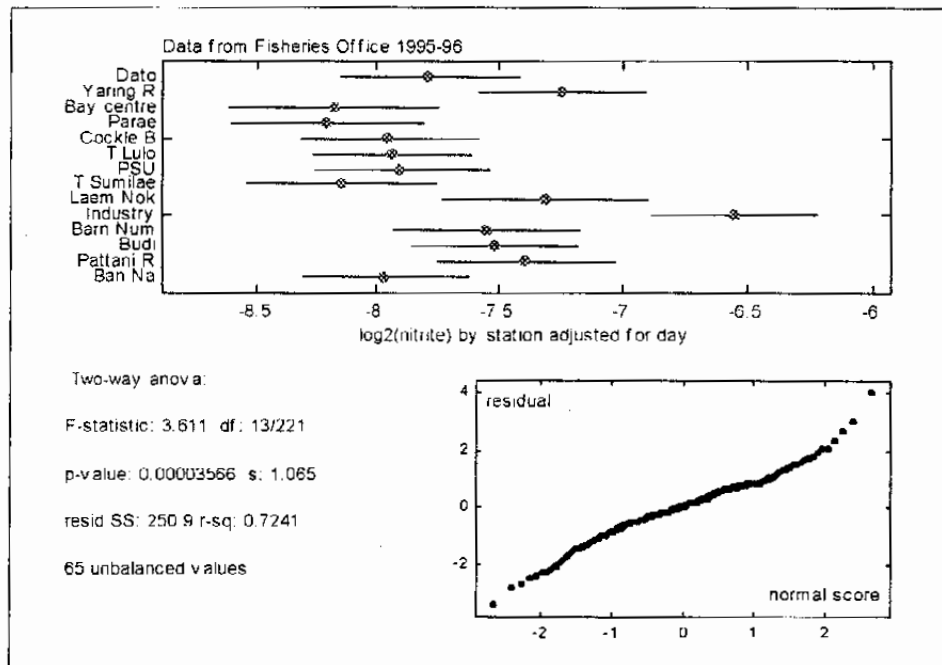 Data from Fisheries Office 1995-96
Dato
Yaring R
Bay centre
Parae
Cockle B
T Lulo
PSU
T Sumilae
Laem Nok
Industry
Barn Num
Budi
Pattani R
Ban Na
-8.5 -8 -7.5 -7 -6.5 -6
log2(nitrite) by station adjusted for day
Two-way anova:
F-statistic: 3.611 df: 13/221
p-value: 0.00003566 s: 1.065
resid SS: 250.9 r-sq: 0.7241
65 unbalanced values
residual
4
2
0
-2
normal score
-2 -1 0 1 2